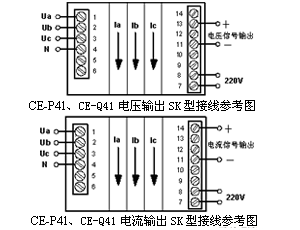 Ua 1 Ia Ib Ic 14
Ub 2 13 +
Uc 3 12 电压信号输出
N 4 11 −
5 10
6 9
8
7 220V
CE-P41、CE-Q41 电压输出 SK 型接线参考图
Ua 1 Ia Ib Ic 14 +
Ub 2 13
Uc 3 12 电流信号输出
N 4 11 −
5 10
6 9
8
7 220V
CE-P41、CE-Q41 电流输出 SK 型接线参考图